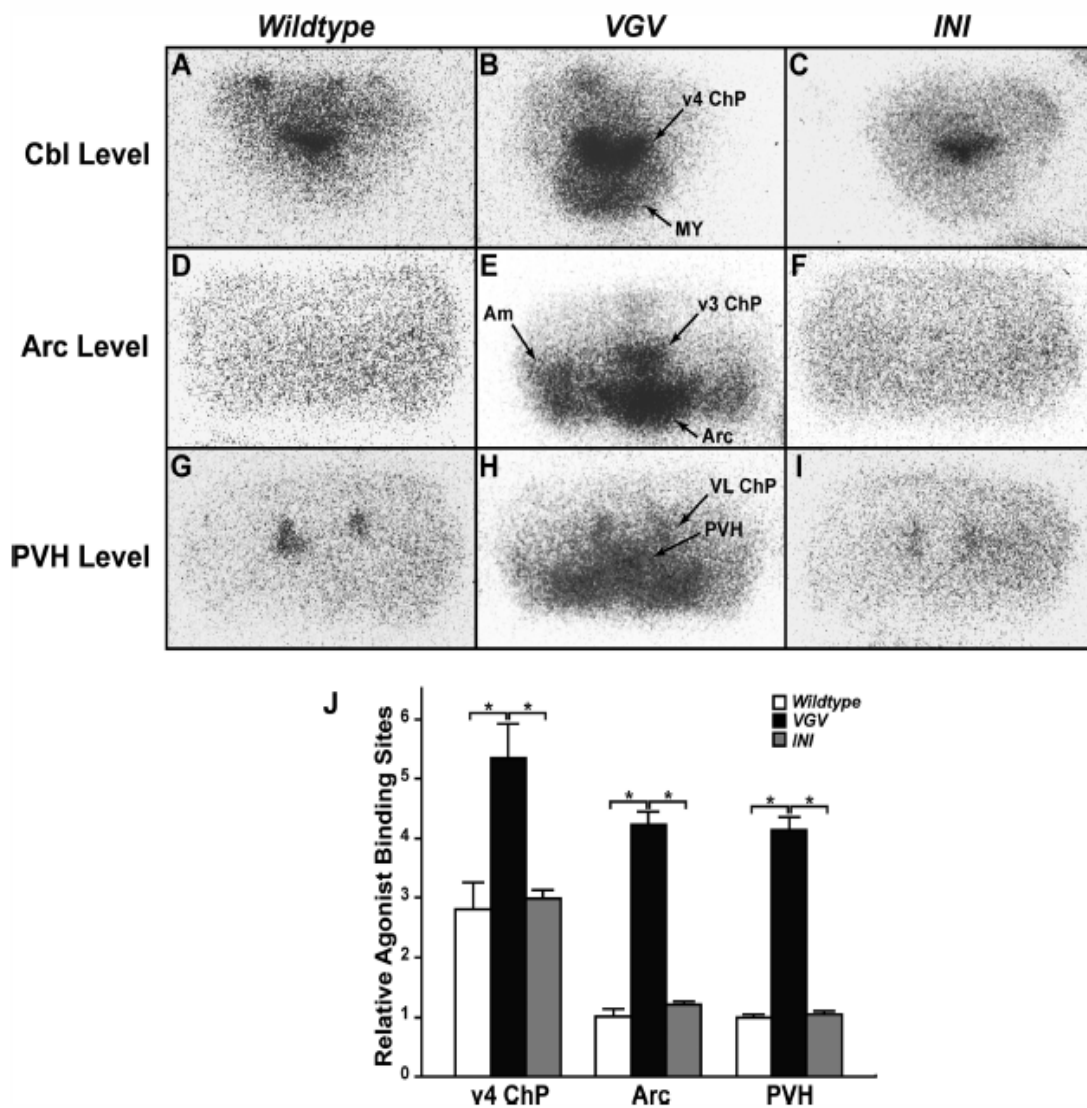 Wildtype VGV INI
A B C
Cbl Level
v4 ChP
MY
D E F
Arc Level
Am
v3 ChP
Arc
G H I
PVH Level
VL ChP
PVH
J
Relative Agonist Binding Sites
6
5
4
3
2
1
0
* *
* *
* *
Wildtype
VGV
INI
v4 ChP Arc PVH